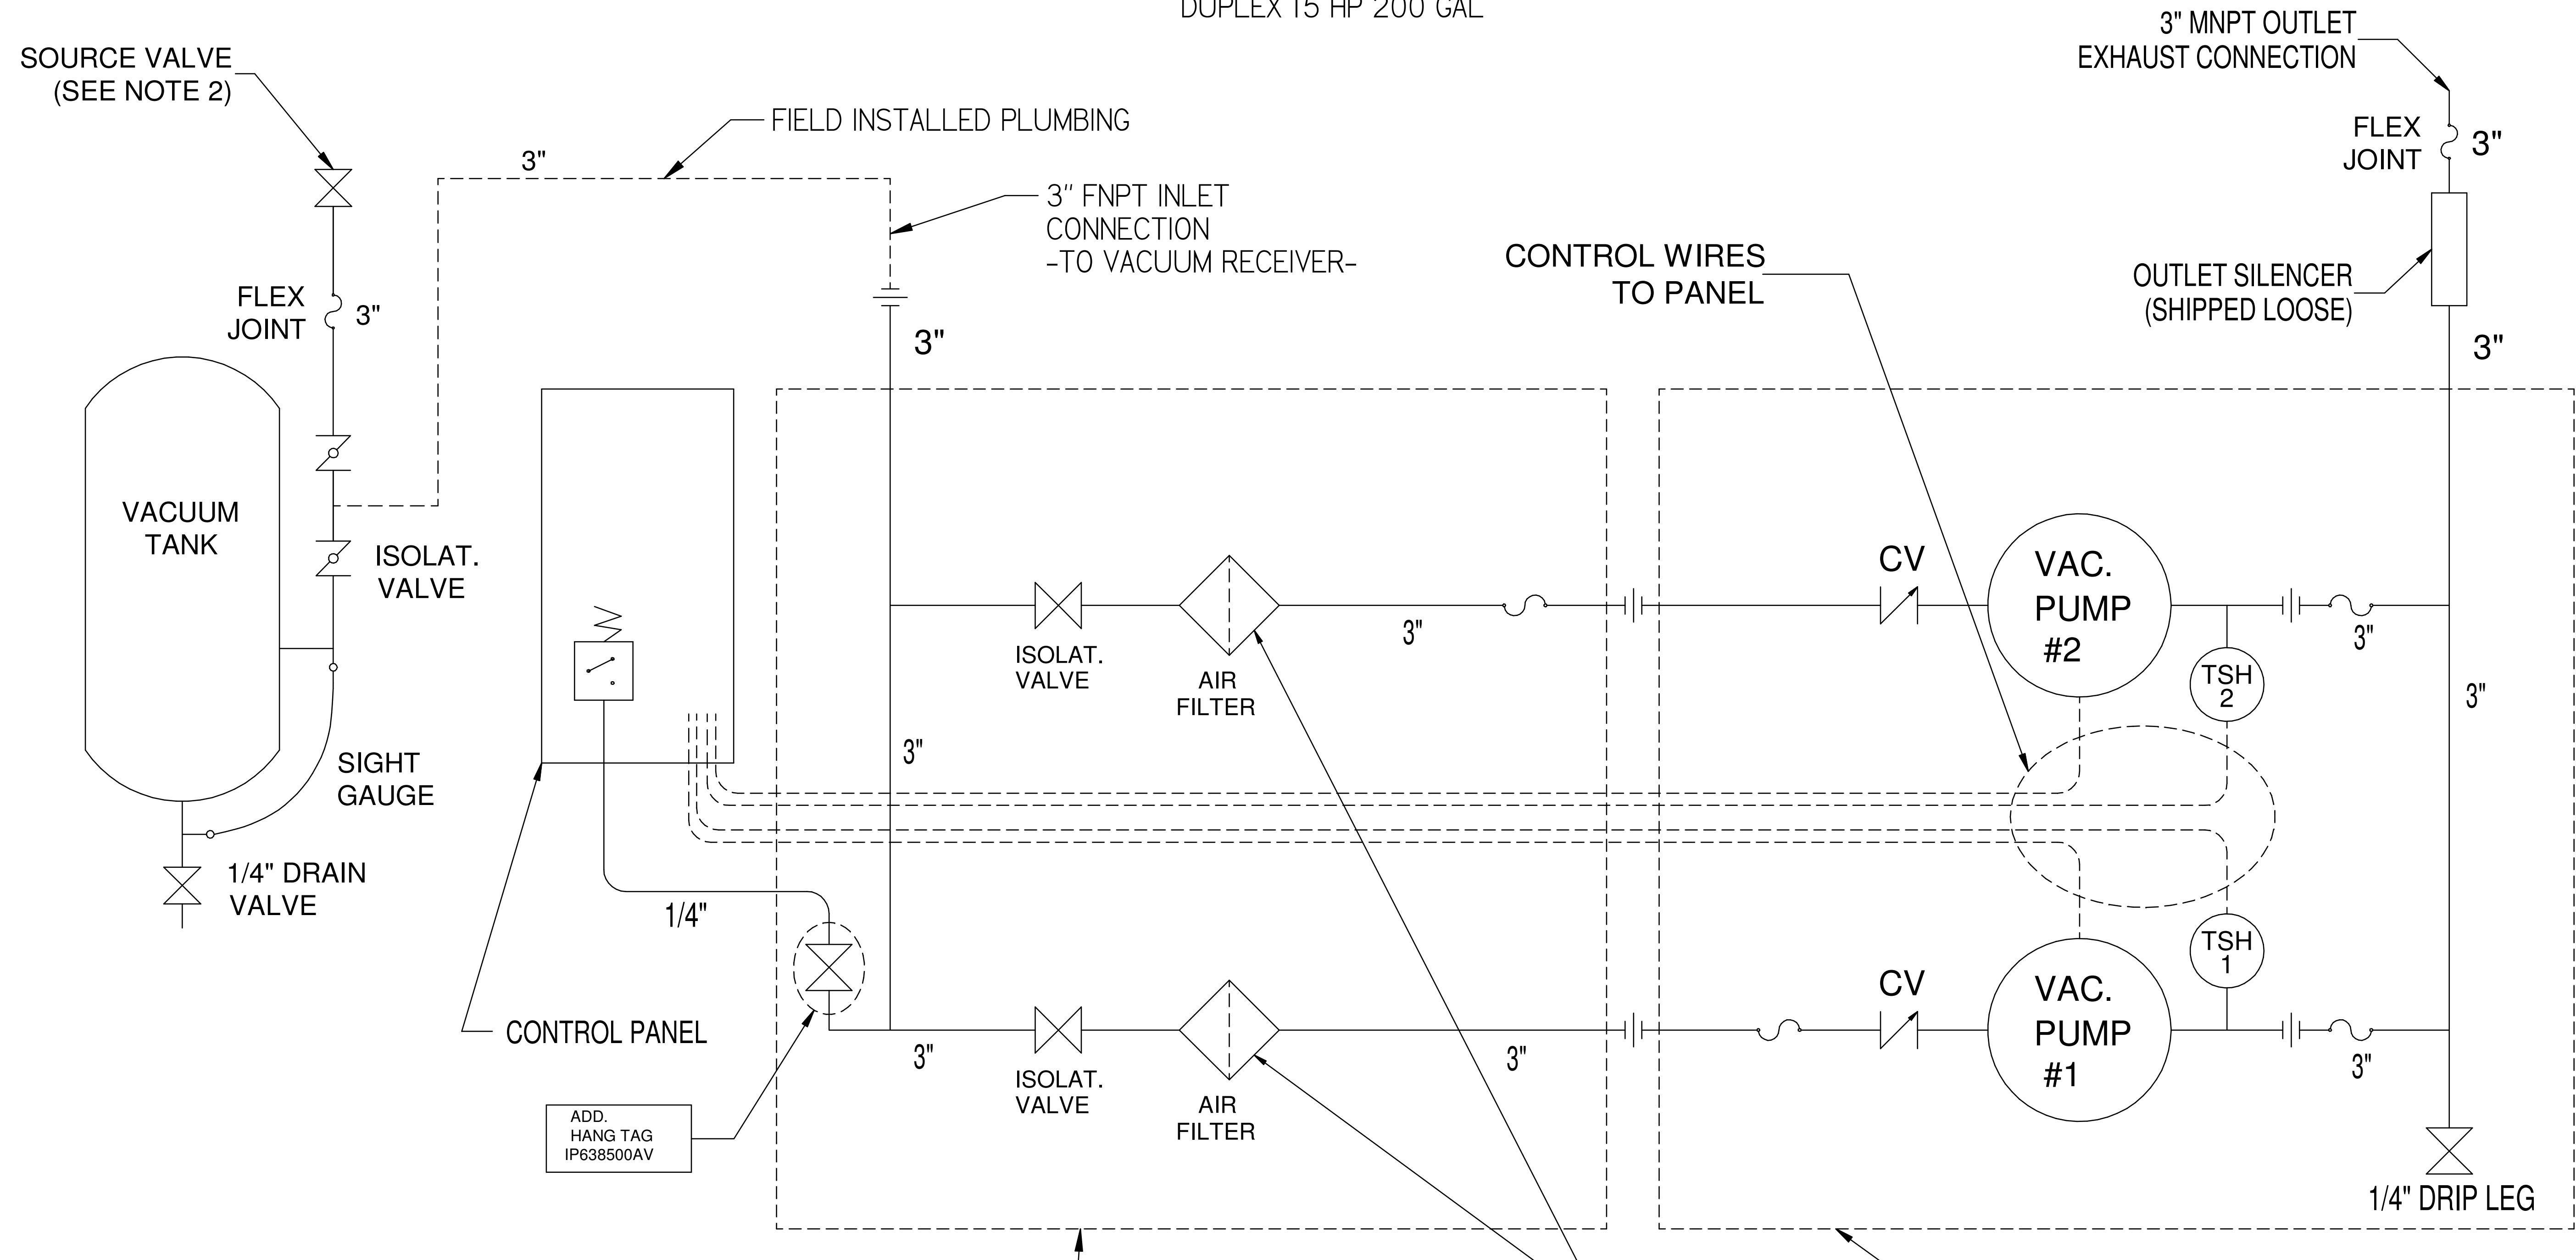 DUPLEX 15 HP 200 GAL
SOURCE VALVE
(SEE NOTE 2)
3" MNPT OUTLET
EXHAUST CONNECTION
FIELD INSTALLED PLUMBING
3"
FLEX
JOINT
3"
3" FNPT INLET
CONNECTION
-TO VACUUM RECEIVER-
CONTROL WIRES
TO PANEL
OUTLET SILENCER
(SHIPPED LOOSE)
FLEX
JOINT
3"
3"
3"
VACUUM
TANK
ISOLAT.
VALVE
CV
VAC.
PUMP
#2
ISOLAT.
VALVE
AIR
FILTER
3"
3"
TSH
2
3"
3"
SIGHT
GAUGE
1/4" DRAIN
VALVE
1/4"
CONTROL PANEL
3"
ISOLAT.
VALVE
AIR
FILTER
3"
CV
VAC.
PUMP
#1
TSH
1
3"
ADD.
HANG TAG
IP638500AV
1/4" DRIP LEG